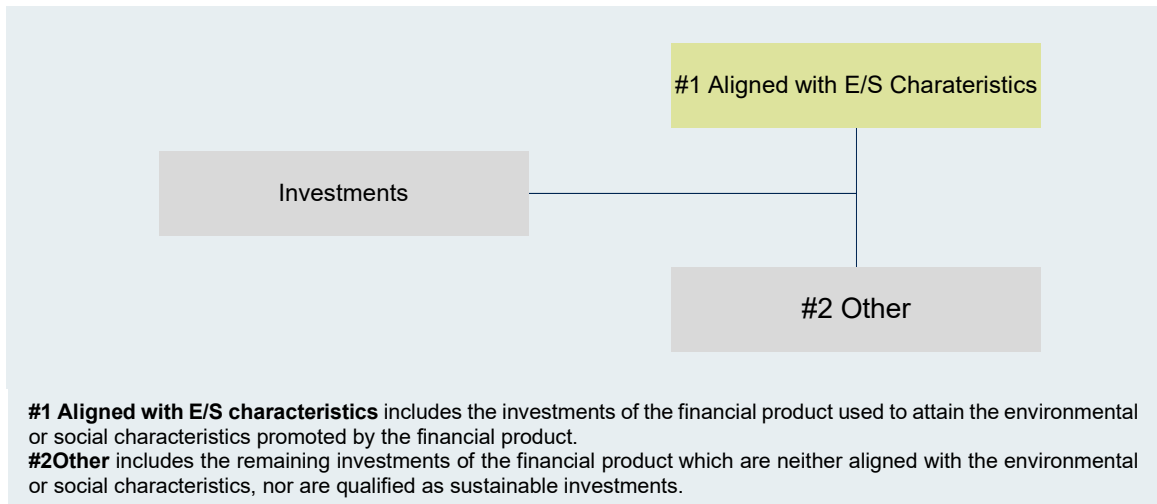 #1 Aligned with E/S Charateristics
Investments
#2 Other
#1 Aligned with E/S characteristics includes the investments of the financial product used to attain the environmental
or social characteristics promoted by the financial product.
#2Other includes the remaining investments of the financial product which are neither aligned with the environmental
or social characteristics, nor are qualified as sustainable investments.